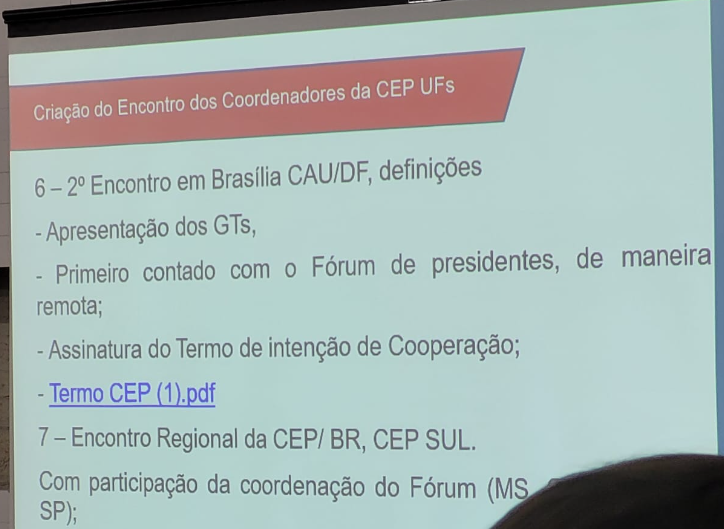 Criação do Encontro dos Coordenadores da CEP UFs
6 – 2º Encontro em Brasília CAU/DF, definições
- Apresentação dos GTs,
- Primeiro contado com o Fórum de presidentes, de maneira
remota;
- Assinatura do Termo de intenção de Cooperação;
- Termo CEP (1).pdf
7 – Encontro Regional da CEP/ BR, CEP SUL.
Com participação da coordenação do Fórum (MS
SP);